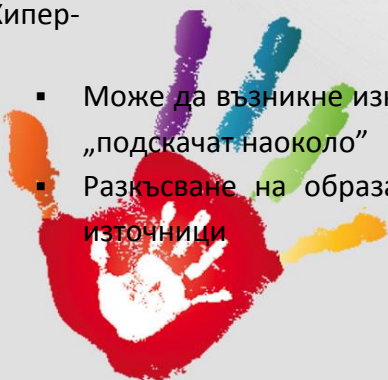 Хипер-
▪ Може да възникне
„подскачат наоколо”
▪ Разкъсване на образа
източници